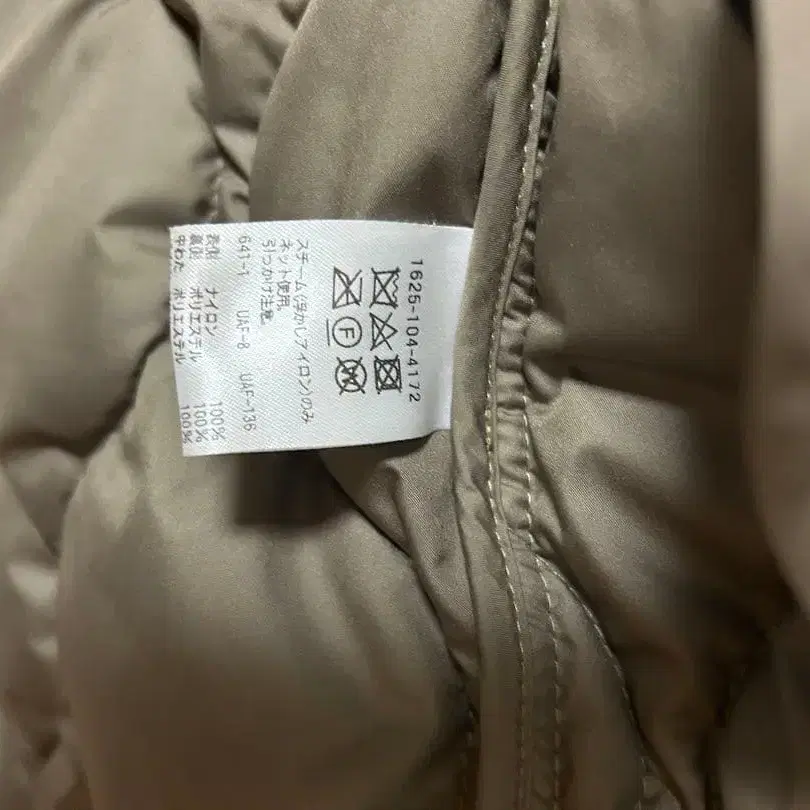 1625-104-4172
F
W
スチーム(浮かしアイロン)のみ
ネット使用。
引っかけ注意。
641-1 UAF-8 UAF-136
表地 ナイロン 100%
裏地 ポリエステル 100%
中わた ポリエステル 100%